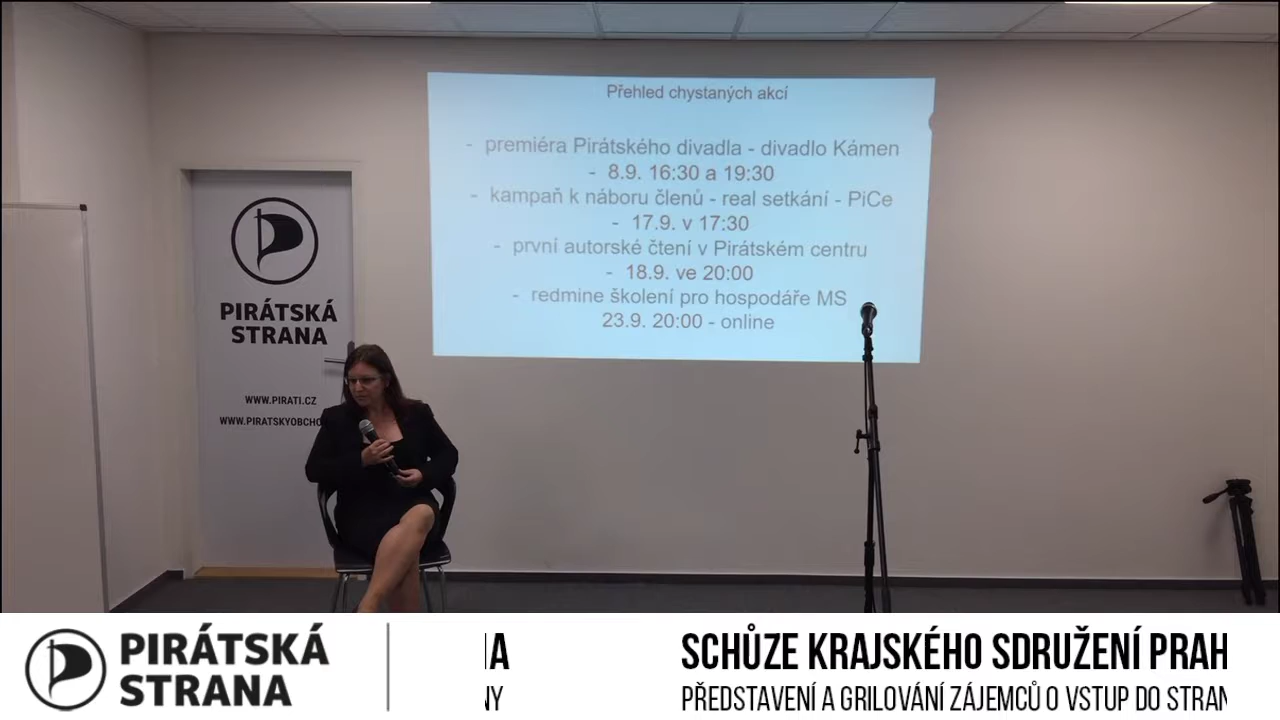 Přehled chystaných akcí
- premiéra Pirátského divadla - divadlo Kámen
- 8.9. 16:30 a 19:30
- kampaň k náboru členů - real setkání - PiCe
- 17.9. v 17:30
- první autorské čtení v Pirátském centru
- 18.9. ve 20:00
- redmine školení pro hospodáře MS
23.9. 20:00 - online
PIRÁTSKÁ
STRANA
WWW.PIRATI.CZ
WWW.PIRATSKYOBCHO
PIRÁTSKÁ
STRANA
A
NY
SCHŮZE KRAJSKÉHO SDRUŽENÍ PRAH
PŘEDSTAVENÍ A GRILOVÁNÍ ZÁJEMCŮ O VSTUP DO STRAN